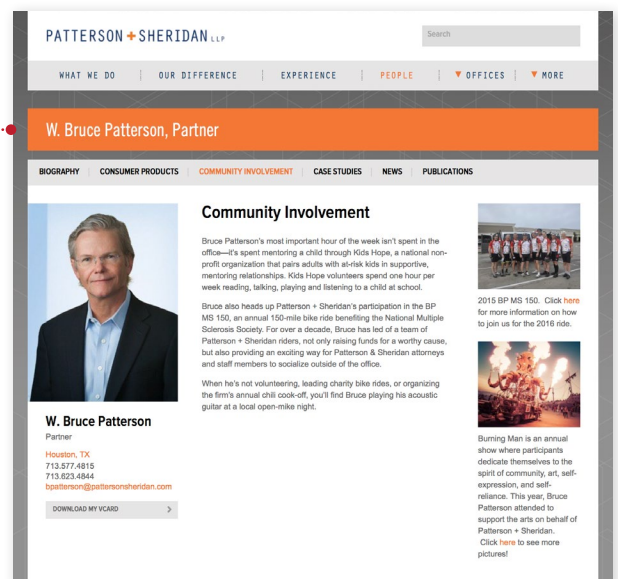 PATTERSON + SHERIDAN LLP
Search
WHAT WE DO
OUR DIFFERENCE
EXPERIENCE
PEOPLE
OFFICES
MORE
W. Bruce Patterson, Partner
BIOGRAPHY
CONSUMER PRODUCTS
COMMUNITY INVOLVEMENT
CASE STUDIES
NEWS
PUBLICATIONS
Community Involvement
Bruce Patterson's most important hour of the week isn't spent in the
office—it's spent mentoring a child through Kids Hope, a national non-
profit organization that pairs adults with at-risk kids in supportive,
mentoring relationships. Kids Hope volunteers spend one hour per
week reading, talking, playing and listening to a child at school.
Bruce also heads up Patterson + Sheridan's participation in the BP
MS 150, an annual 150-mile bike ride benefiting the National Multiple
Sclerosis Society. For over a decade, Bruce has led of a team of
Patterson + Sheridan riders, not only raising funds for a worthy cause,
but also providing an exciting way for Patterson & Sheridan attorneys
and staff members to socialize outside of the office.
When he's not volunteering, leading charity bike rides, or organizing
the firm's annual chili cook-off, you'll find Bruce playing his acoustic
guitar at a local open-mike night.
W. Bruce Patterson
Partner
Houston, TX
713.577.4815
713.623.4844
bpatterson@pattersonsheridan.com
DOWNLOAD MY VCARD
2015 BP MS 150. Click here
for more information on how
to join us for the 2016 ride.
Burning Man is an annual
show where participants
dedicate themselves to the
spirit of community, art, self-
expression, and self-
reliance. This year, Bruce
Patterson attended to
support the arts on behalf of
Patterson + Sheridan.
Click here to see more
pictures!